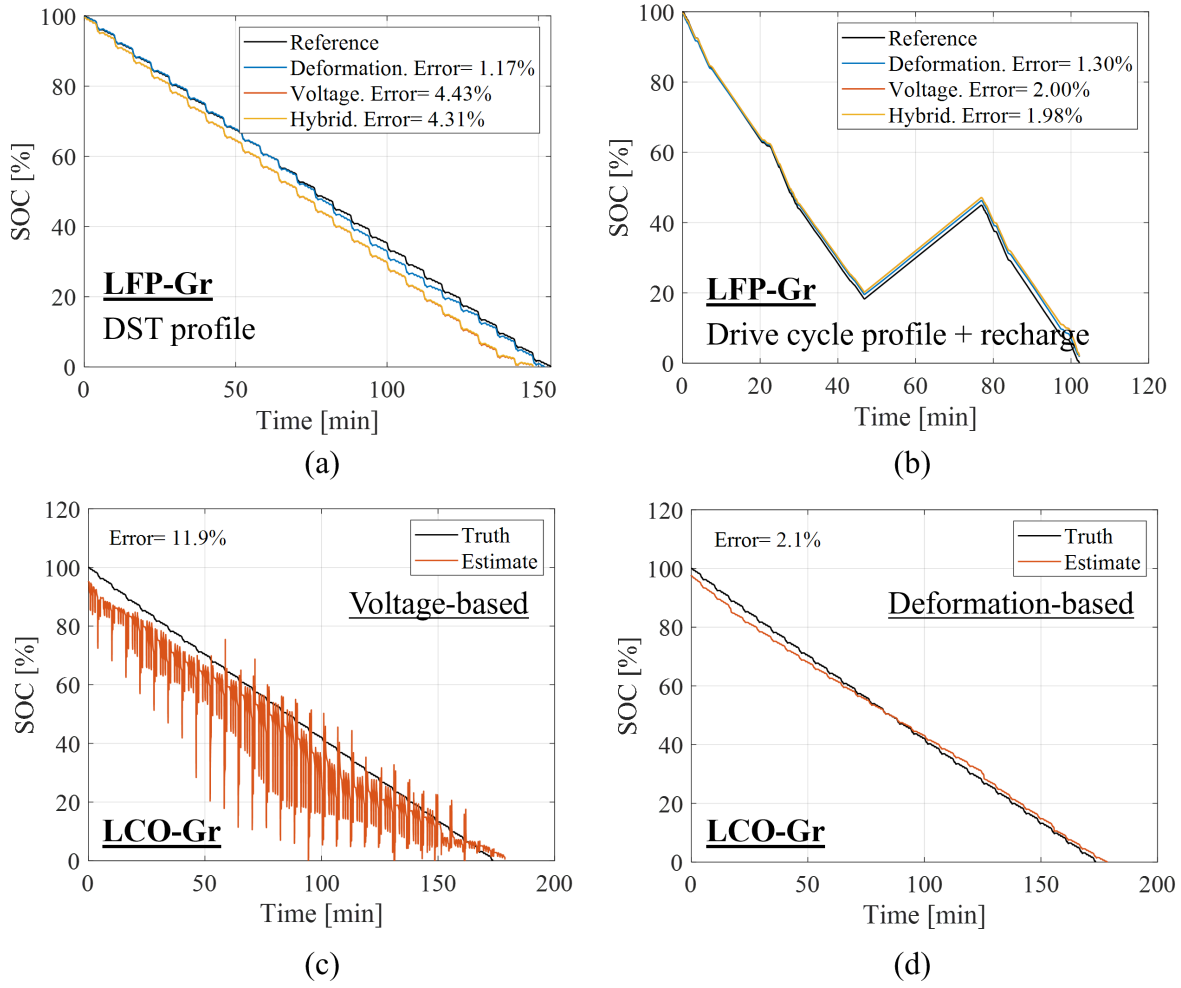 100
80
60
40
20
0
SOC [%]
Reference
Deformation. Error= 1.17%
Voltage. Error= 4.43%
Hybrid. Error= 4.31%
LFP-Gr
DST profile
0 50 100 150
Time [min]
(a)
100
80
60
40
20
0
SOC [%]
Reference
Deformation. Error= 1.30%
Voltage. Error= 2.00%
Hybrid. Error= 1.98%
LFP-Gr
Drive cycle profile + recharge
0 20 40 60 80 100 120
Time [min]
(b)
120
100
80
60
40
20
0
SOC [%]
Error= 11.9%
Truth
Estimate
Voltage-based
LCO-Gr
0 50 100 150 200
Time [min]
(c)
120
100
80
60
40
20
0
SOC [%]
Error= 2.1%
Truth
Estimate
Deformation-based
LCO-Gr
0 50 100 150 200
Time [min]
(d)